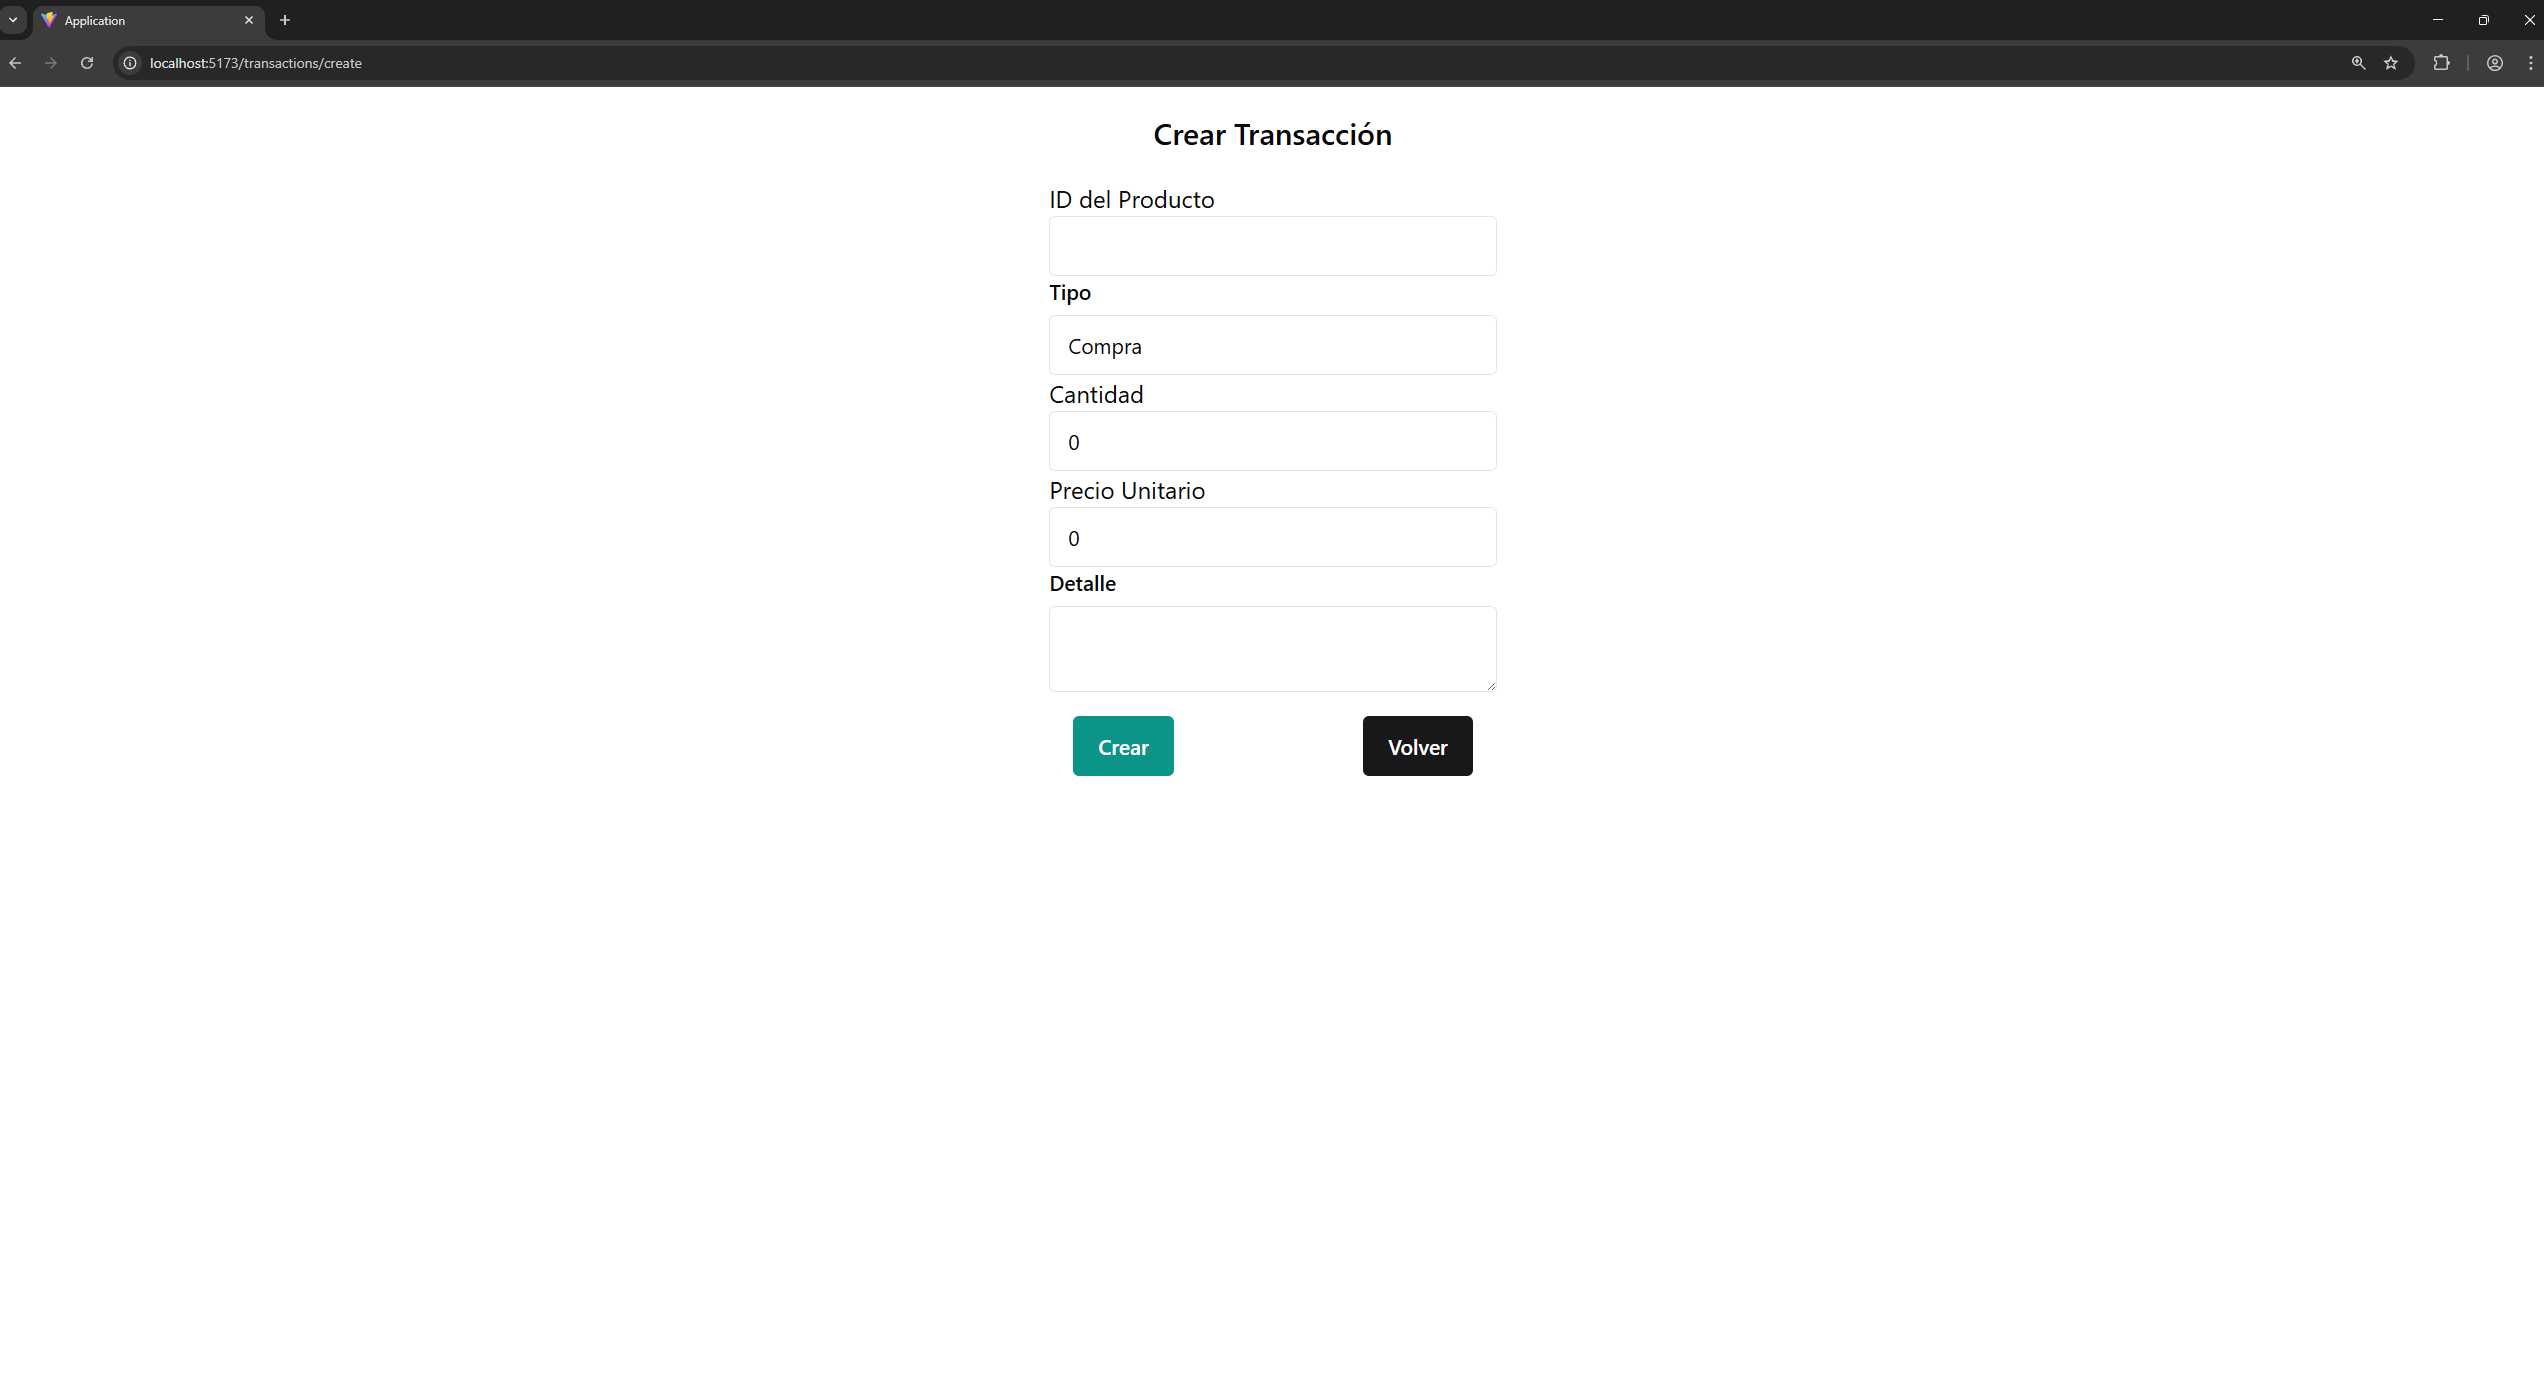 Application
localhost:5173/transactions/create
Crear Transacción
ID del Producto
Tipo
Compra
Cantidad
0
Precio Unitario
0
Detalle
Crear
Volver